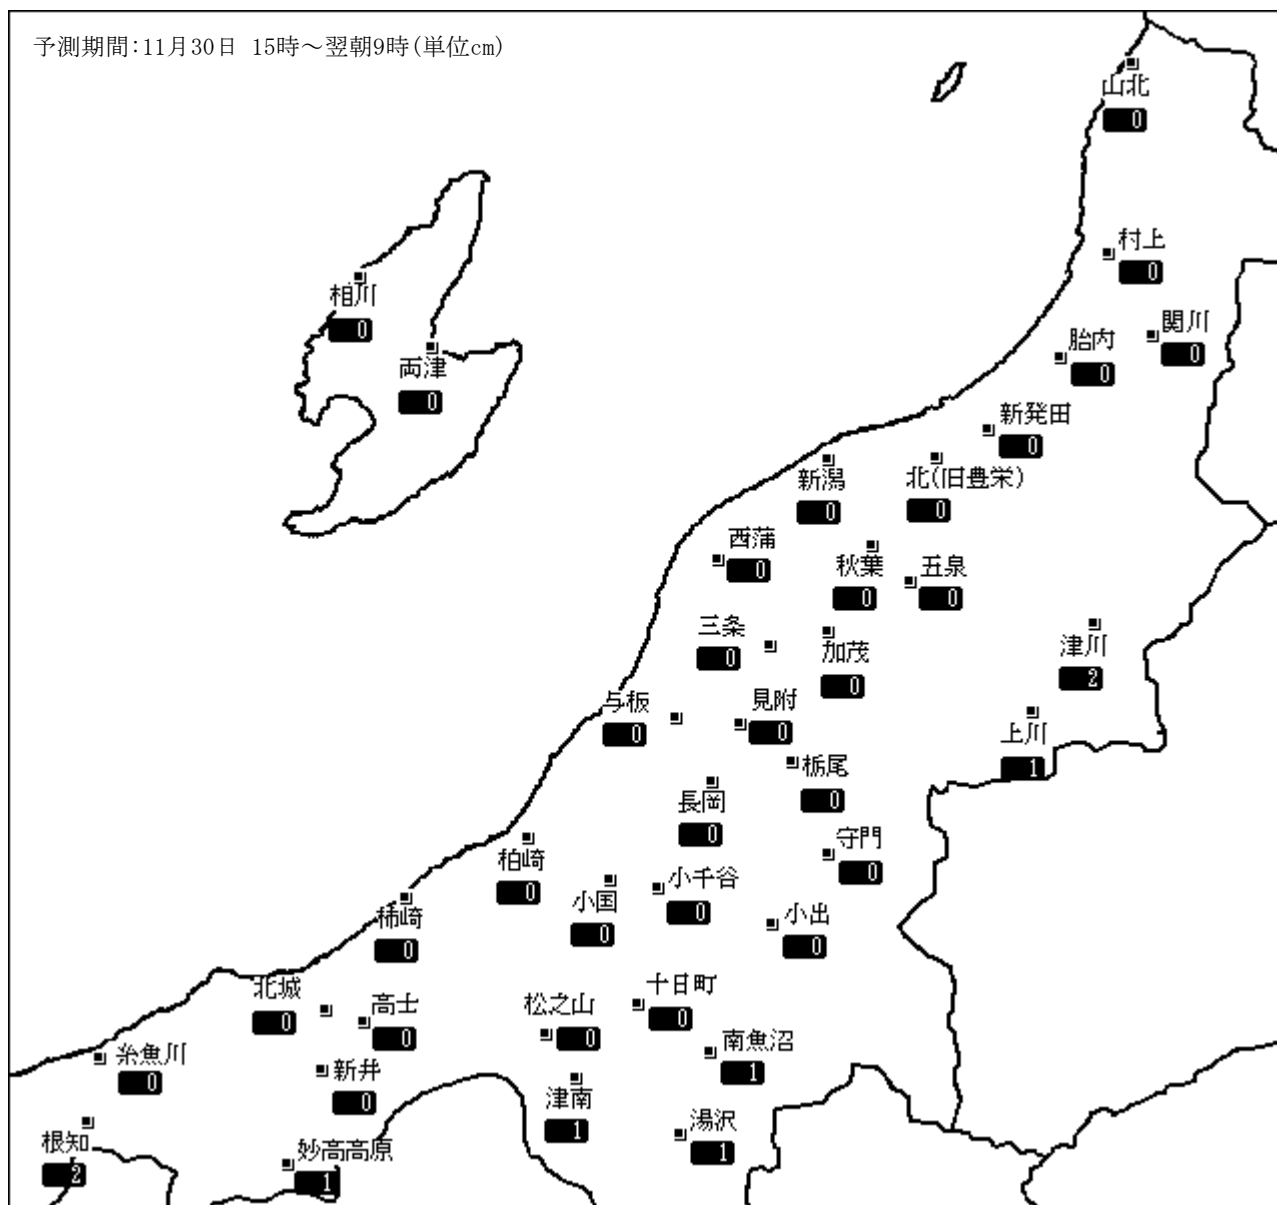 予測期間:11月30日 15時～翌朝9時(単位cm)
山北
0
村上
0
相川
0
関川
0
胎内
0
両津
0
新発田
0
新潟
0
北(旧豊栄)
0
西蒲
0
秋葉
0
五泉
0
三条
0
加茂
0
津川
2
与板
0
見附
0
上川
1
栃尾
0
長岡
0
守門
0
柏崎
0
小千谷
0
小国
0
柿崎
0
小出
0
北城
0
高士
0
松之山
0
十日町
0
南魚沼
1
糸魚川
0
新井
0
津南
1
湯沢
1
根知
2
妙高高原
1